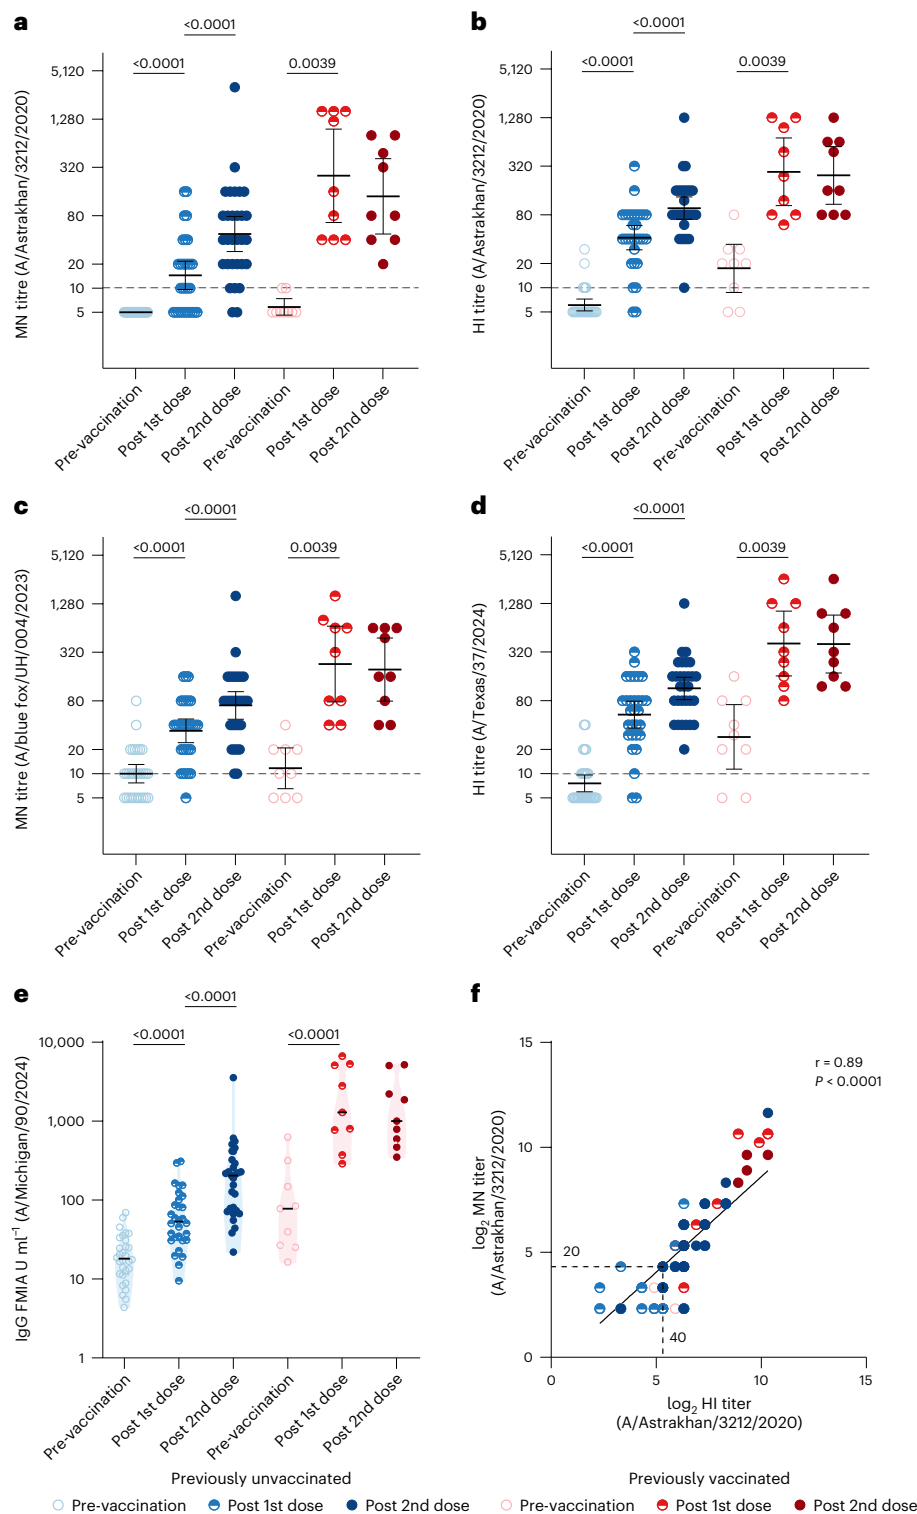 a
<0.0001
<0.0001
0.0039
MN titre (A/Astrakhan/3212/2020)
5,120
1,280
320
80
20
10
5
Pre-vaccination
Post 1st dose
Post 2nd dose
Pre-vaccination
Post 1st dose
Post 2nd dose
b
<0.0001
<0.0001
0.0039
HI titre (A/Astrakhan/3212/2020)
5,120
1,280
320
80
20
10
5
Pre-vaccination
Post 1st dose
Post 2nd dose
Pre-vaccination
Post 1st dose
Post 2nd dose
c
<0.0001
<0.0001
0.0039
MN titre (A/blue fox/UH/004/2023)
5,120
1,280
320
80
20
10
5
Pre-vaccination
Post 1st dose
Post 2nd dose
Pre-vaccination
Post 1st dose
Post 2nd dose
d
<0.0001
<0.0001
0.0039
HI titre (A/Texas/37/2024)
5,120
1,280
320
80
20
10
5
Pre-vaccination
Post 1st dose
Post 2nd dose
Pre-vaccination
Post 1st dose
Post 2nd dose
e
<0.0001
<0.0001
<0.0001
IgG FMIA U ml⁻¹ (A/Michigan/90/2024)
10,000
1,000
100
10
1
Pre-vaccination
Post 1st dose
Post 2nd dose
Pre-vaccination
Post 1st dose
Post 2nd dose
f
r = 0.89
P < 0.0001
log₂ MN titer
(A/Astrakhan/3212/2020)
15
10
5
0
20
40
0
5
10
15
log₂ HI titer
(A/Astrakhan/3212/2020)
Previously unvaccinated
Pre-vaccination
Post 1st dose
Post 2nd dose
Previously vaccinated
Pre-vaccination
Post 1st dose
Post 2nd dose